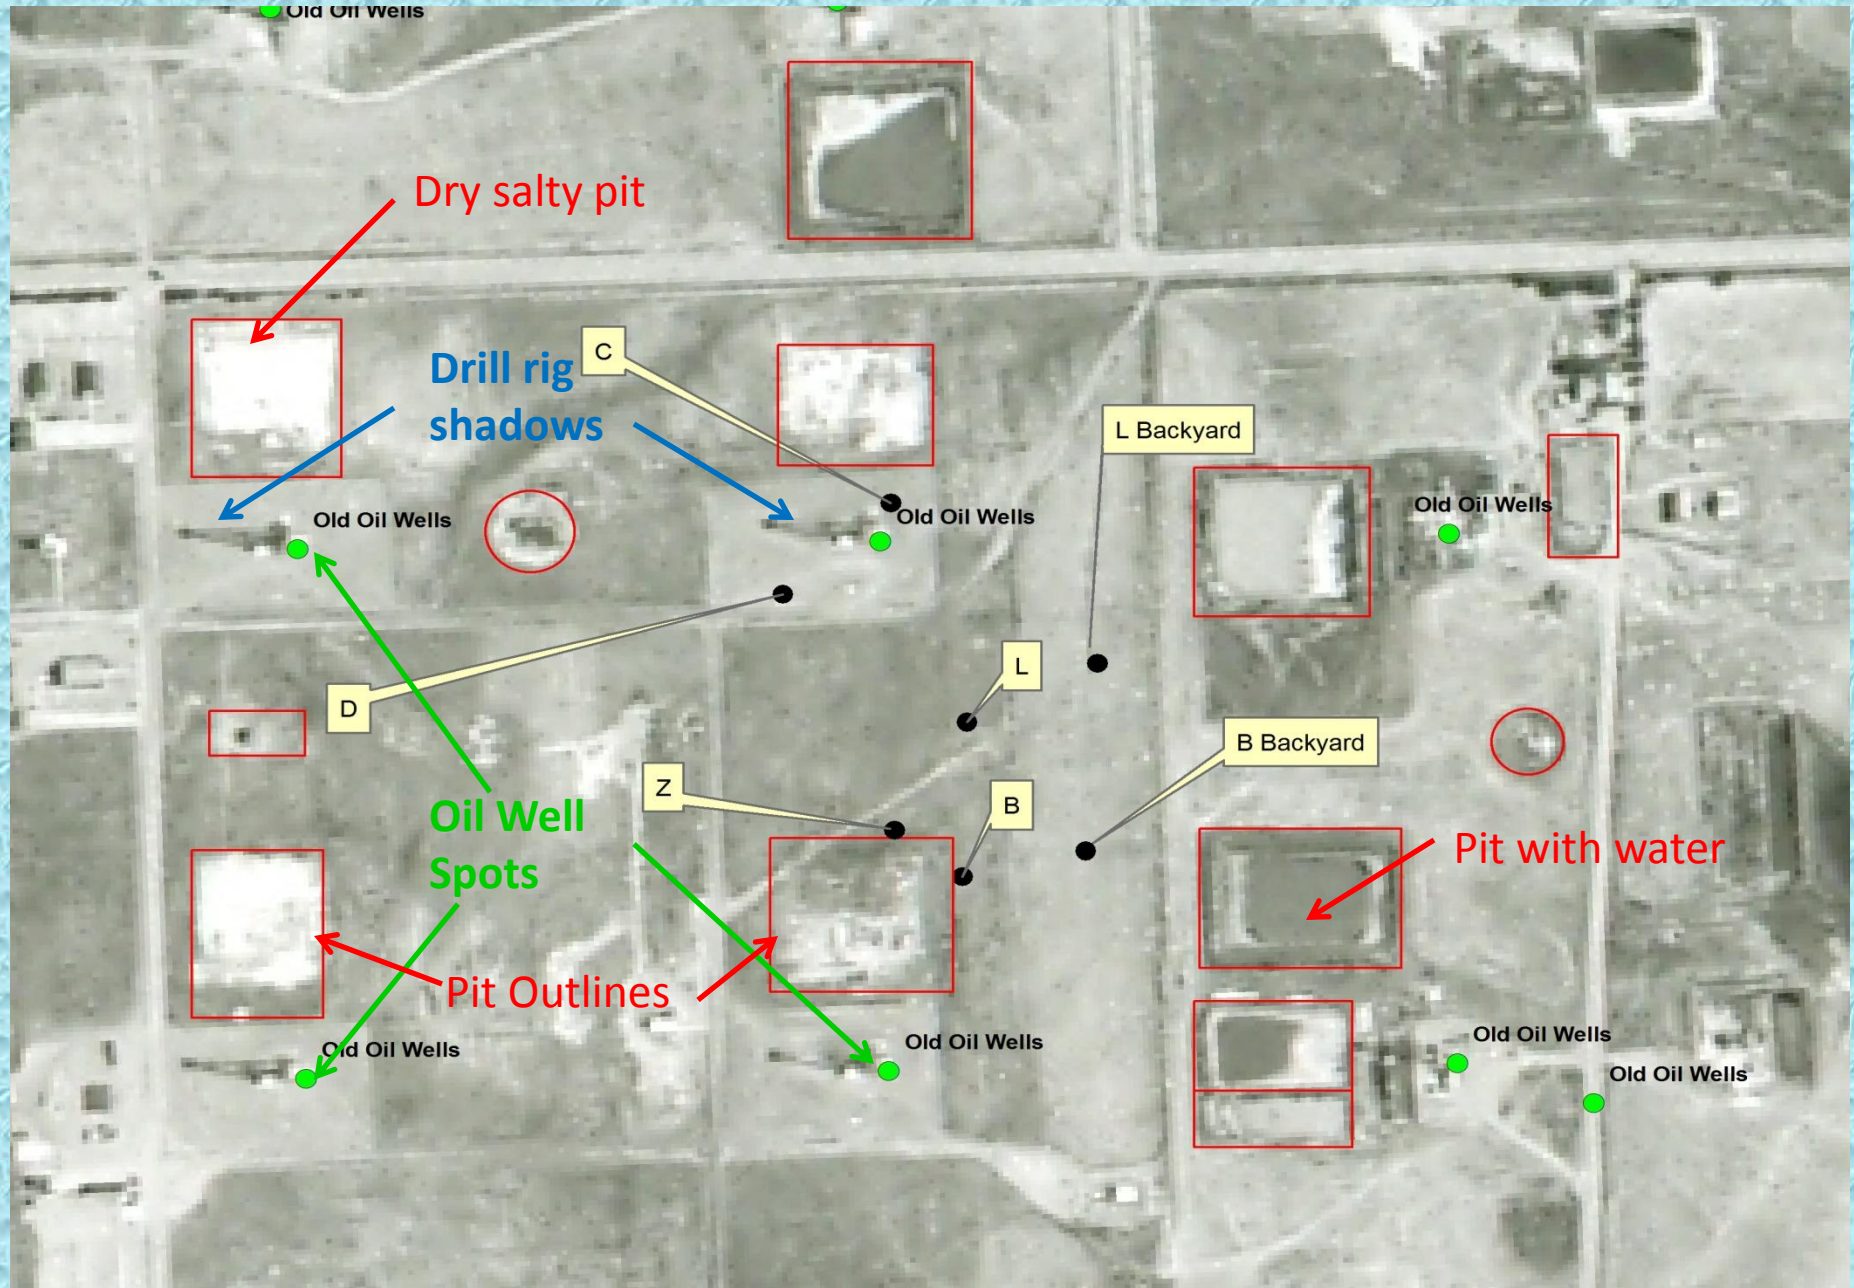 Old Oil Wells
Dry salty pit
C
Drill rig
shadows
L Backyard
Old Oil Wells
Old Oil Wells
Old Oil Wells
L
D
B Backyard
Z
B
Oil Well
Spots
Pit with water
Pit Outlines
Old Oil Wells
Old Oil Wells
Old Oil Wells
Old Oil Wells